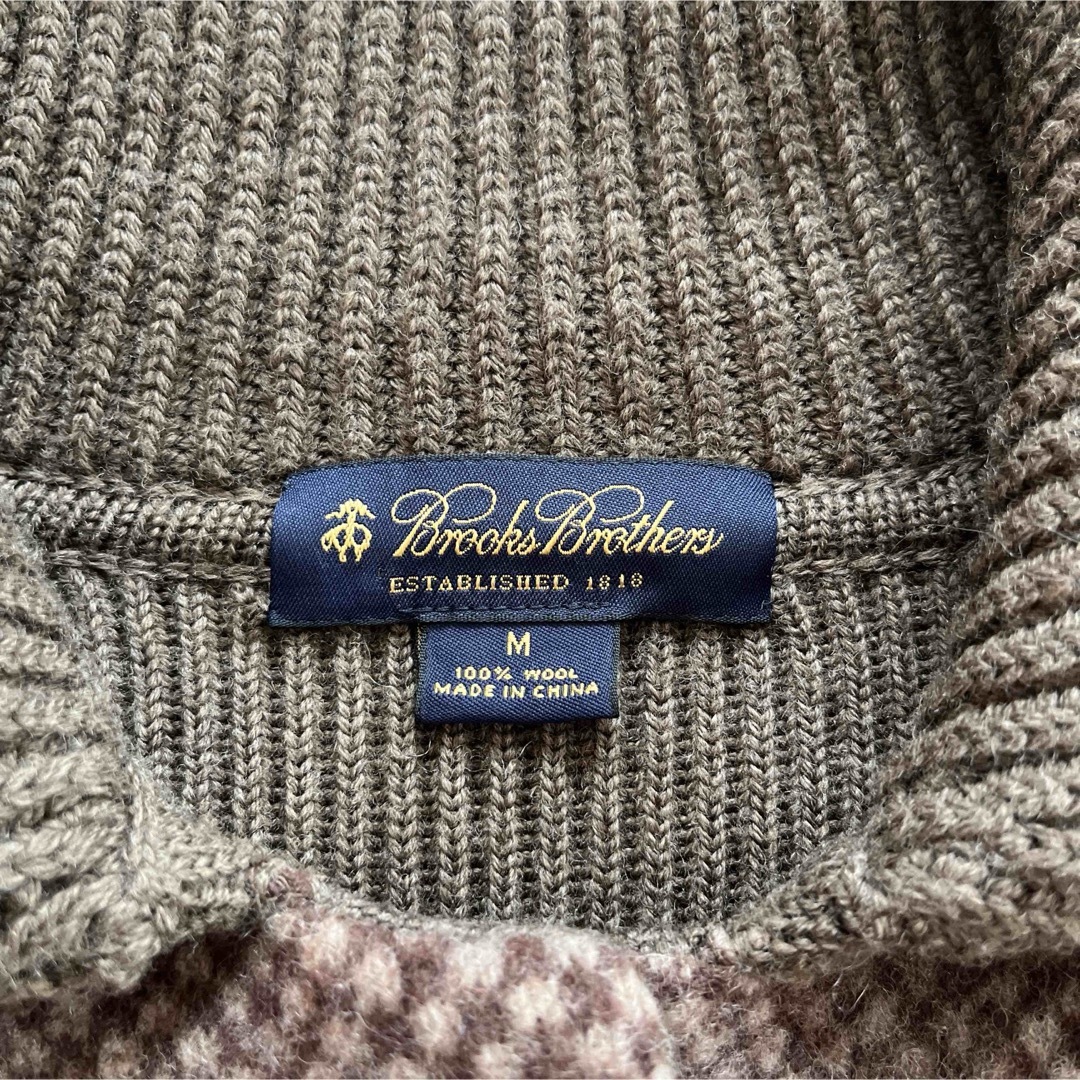 Brooks Brothers
ESTABLISHED 1818
M
100% WOOL
MADE IN CHINA